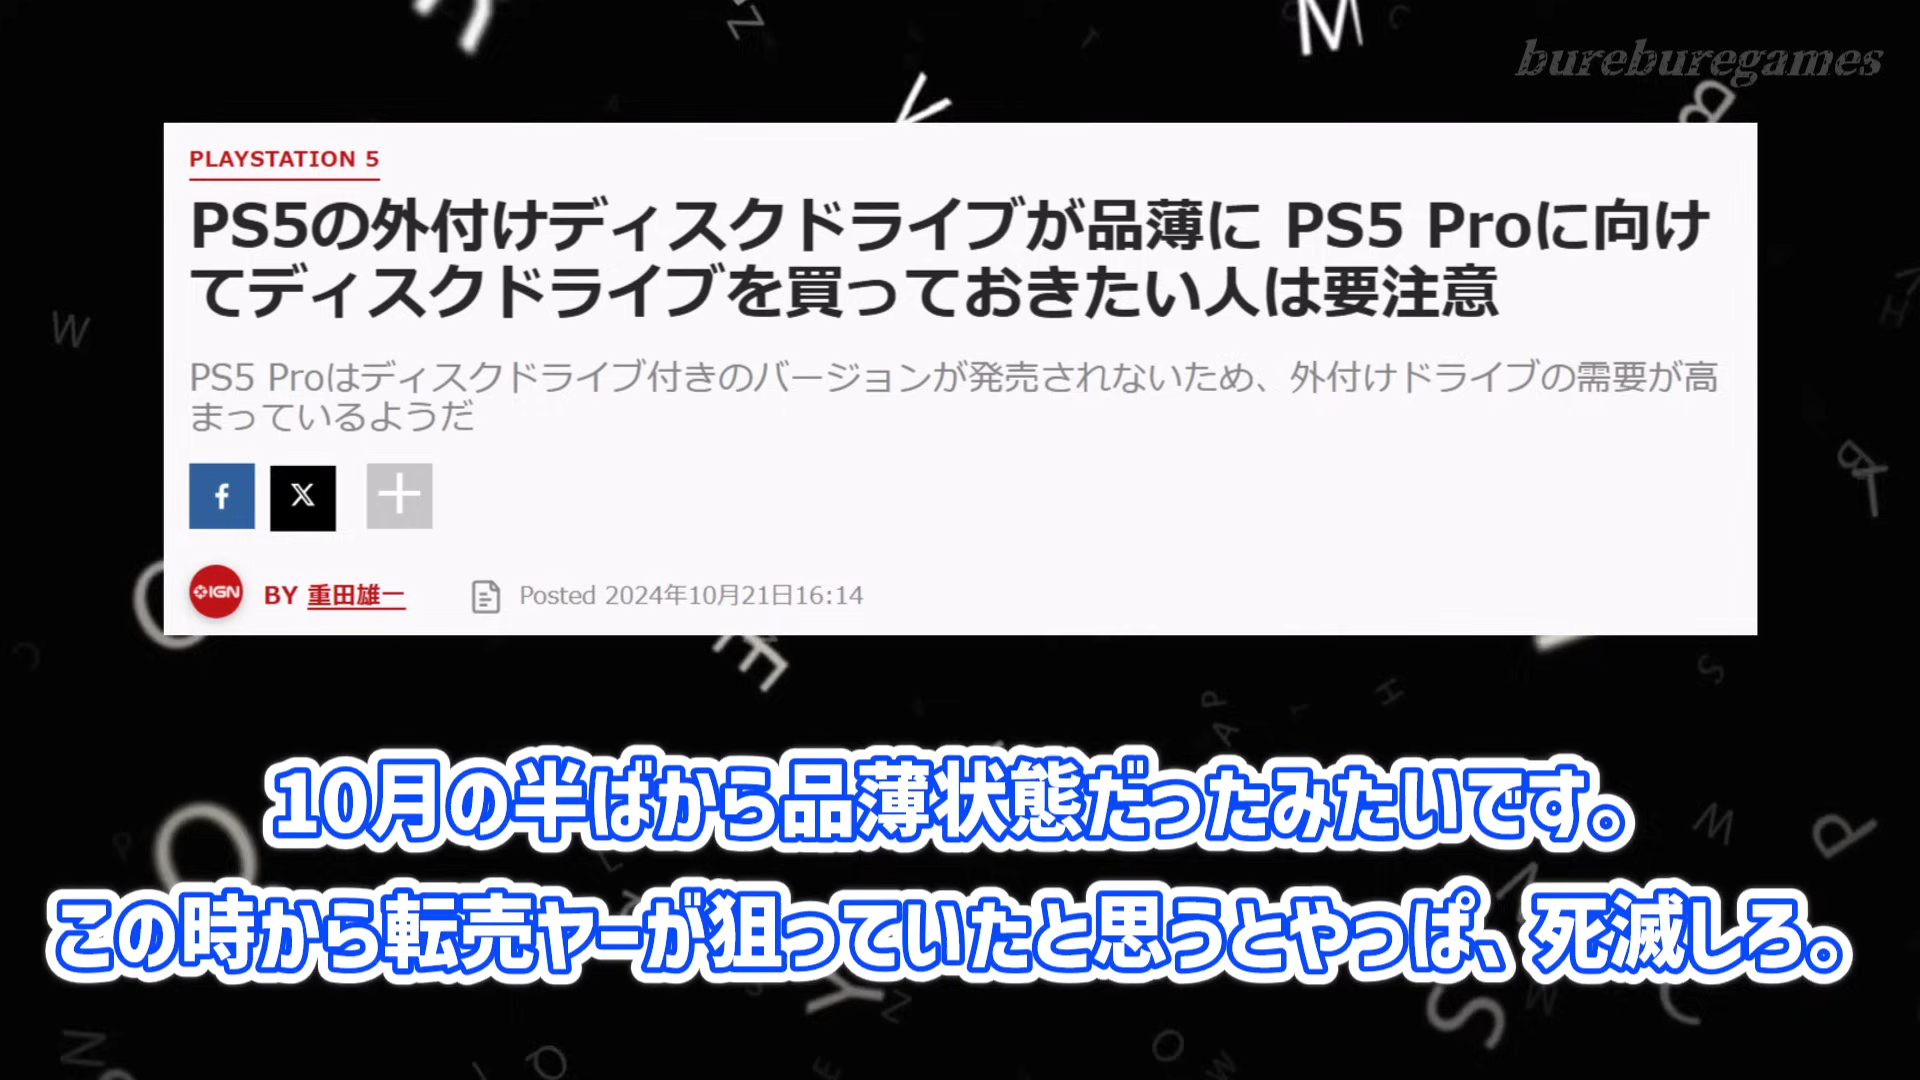 bureburegames
PLAYSTATION 5
PS5の外付けディスクドライブが品薄に PS5 Proに向け
てディスクドライブを買っておきたい人は要注意
PS5 Proはディスクドライブ付きのバージョンが発売されないため、外付けドライブの需要が高
まっているようだ
IGN BY 重田雄一 Posted 2024年10月21日16:14
10月の半ばから品薄状態だったみたいです。
この時から転売ヤーが狙っていたと思うとやっぱ、死滅しろ。